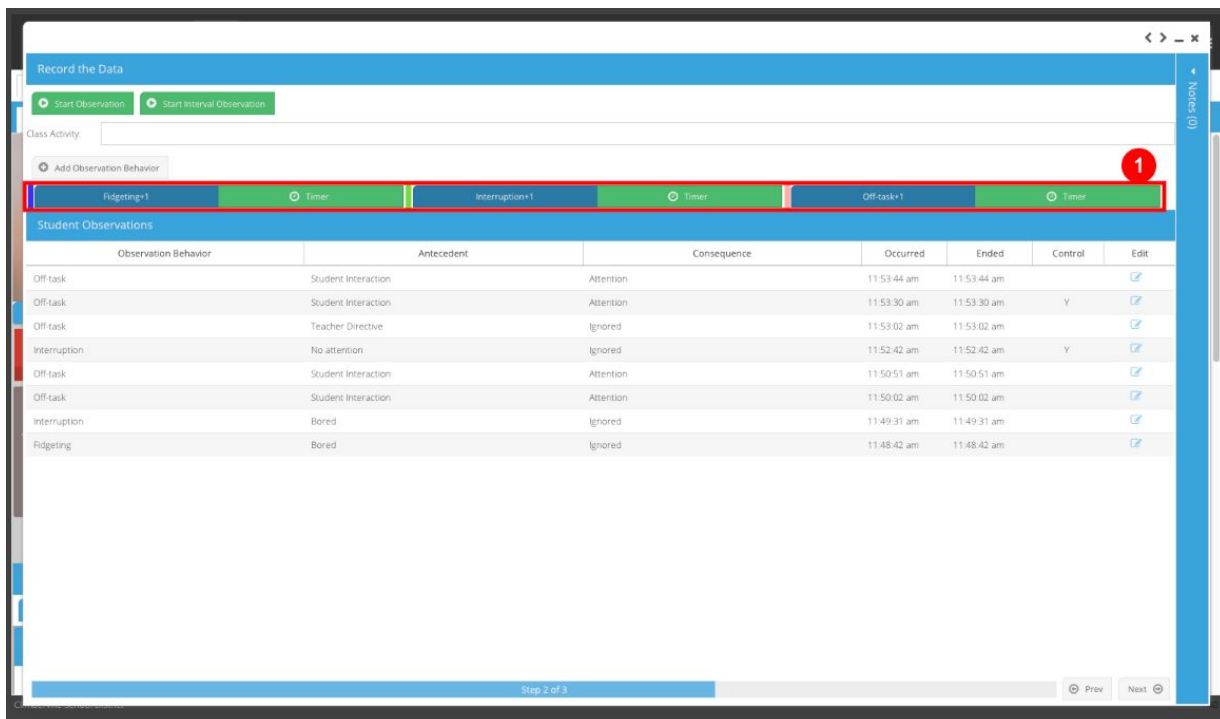 Record the Data
Notes (0)
Start Observation Start Interval Observation
Class Activity:
Add Observation Behavior
1
Fidgeting+1 Timer Interruption+1 Timer Off-task+1 Timer
Student Observations
Observation Behavior Antecedent Consequence Occurred Ended Control Edit
Off-task Student Interaction Attention 11:53:44 am 11:53:44 am
Off-task Student Interaction Attention 11:53:30 am 11:53:30 am Y
Off-task Teacher Directive Ignored 11:53:02 am 11:53:02 am
Interruption No attention Ignored 11:52:42 am 11:52:42 am Y
Off-task Student Interaction Attention 11:50:51 am 11:50:51 am
Off-task Student Interaction Attention 11:50:02 am 11:50:02 am
Interruption Bored Ignored 11:49:31 am 11:49:31 am
Fidgeting Bored Ignored 11:48:42 am 11:48:42 am
Step 2 of 3
Prev Next